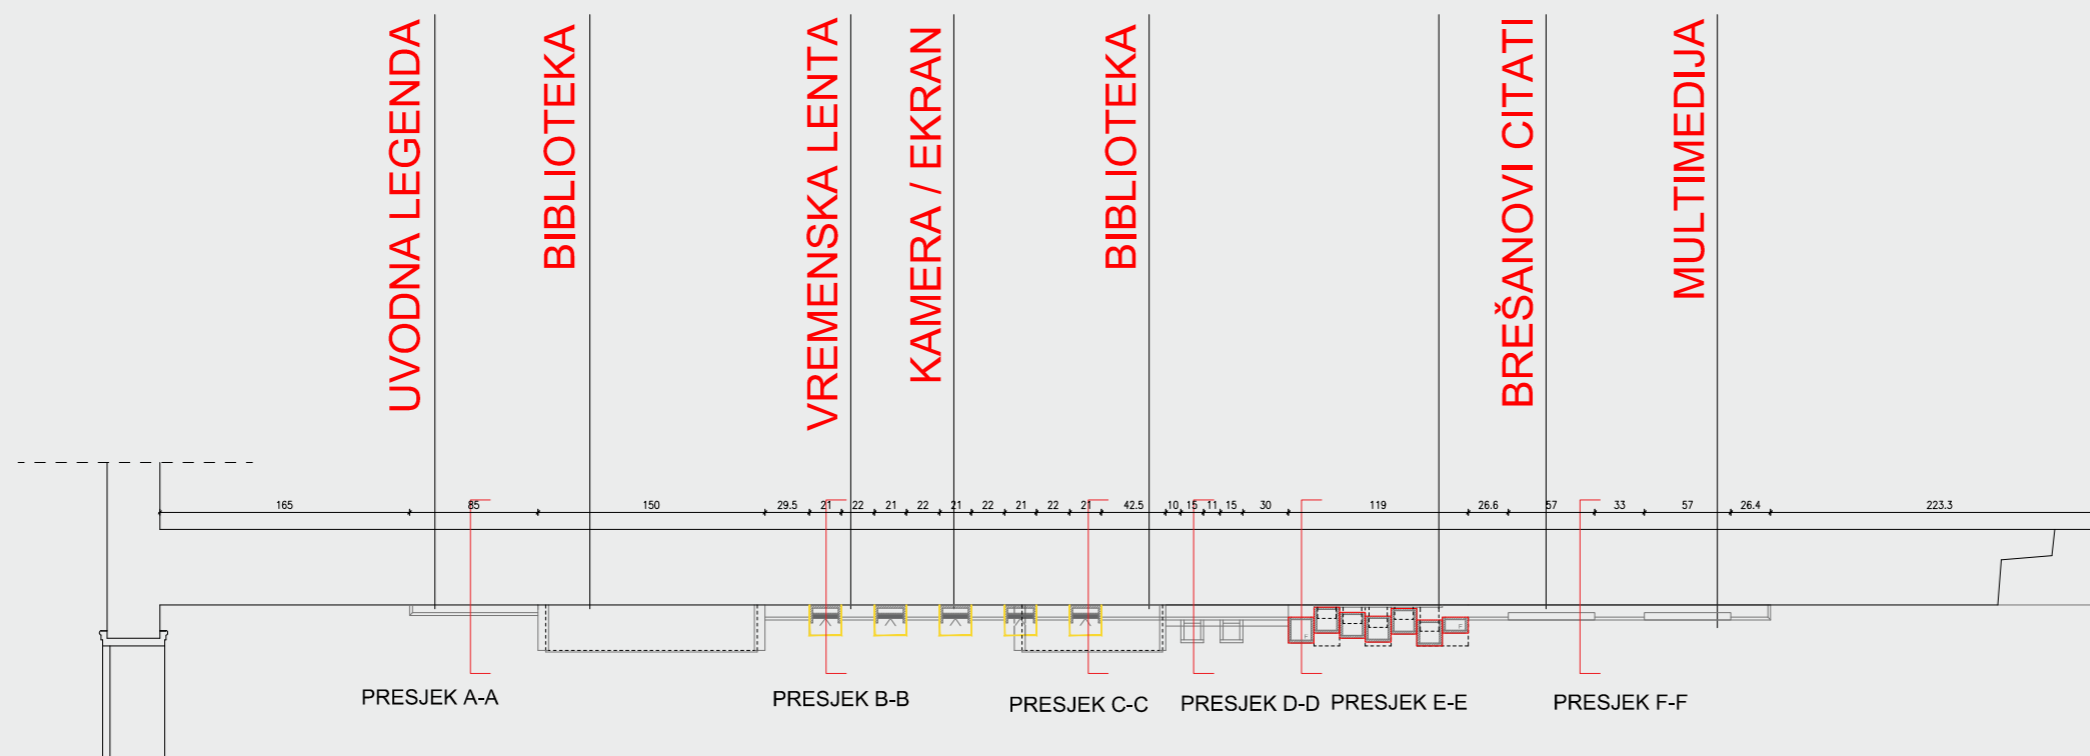 UVODNA LEGENDA
BIBLIOTEKA
VREMENSKA LENTA
KAMERA / EKRAN
BIBLIOTEKA
BREŠANOVI CITATI
MULTIMEDIJA
165 85 150 29.5 21 22 21 22 21 22 21 22 21 42.5 10 15 11 15 30 119 26.6 57 33 57 26.4 223.3
F F
PRESJEK A-A PRESJEK B-B PRESJEK C-C PRESJEK D-D PRESJEK E-E PRESJEK F-F